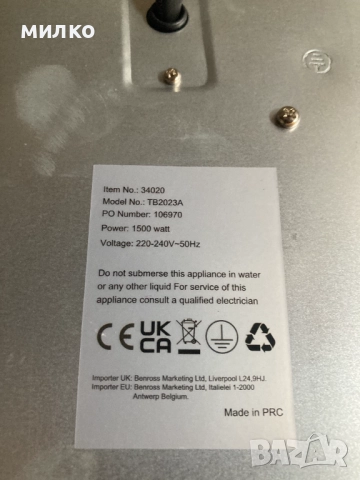 МИЛКО
Item No.: 34020
Model No.: TB2023A
PO Number: 106970
Power: 1500 watt
Voltage: 220-240V~50Hz
Do not submerse this appliance in water
or any other liquid For service of this
appliance consult a qualified electrician
CE UK CA
Importer UK: Benross Marketing Ltd, Liverpool L24,9HJ.
Importer EU: Benross Marketing Ltd, Italielei 1-2000
Antwerp Belgium.
Made in PRC
BAZAR